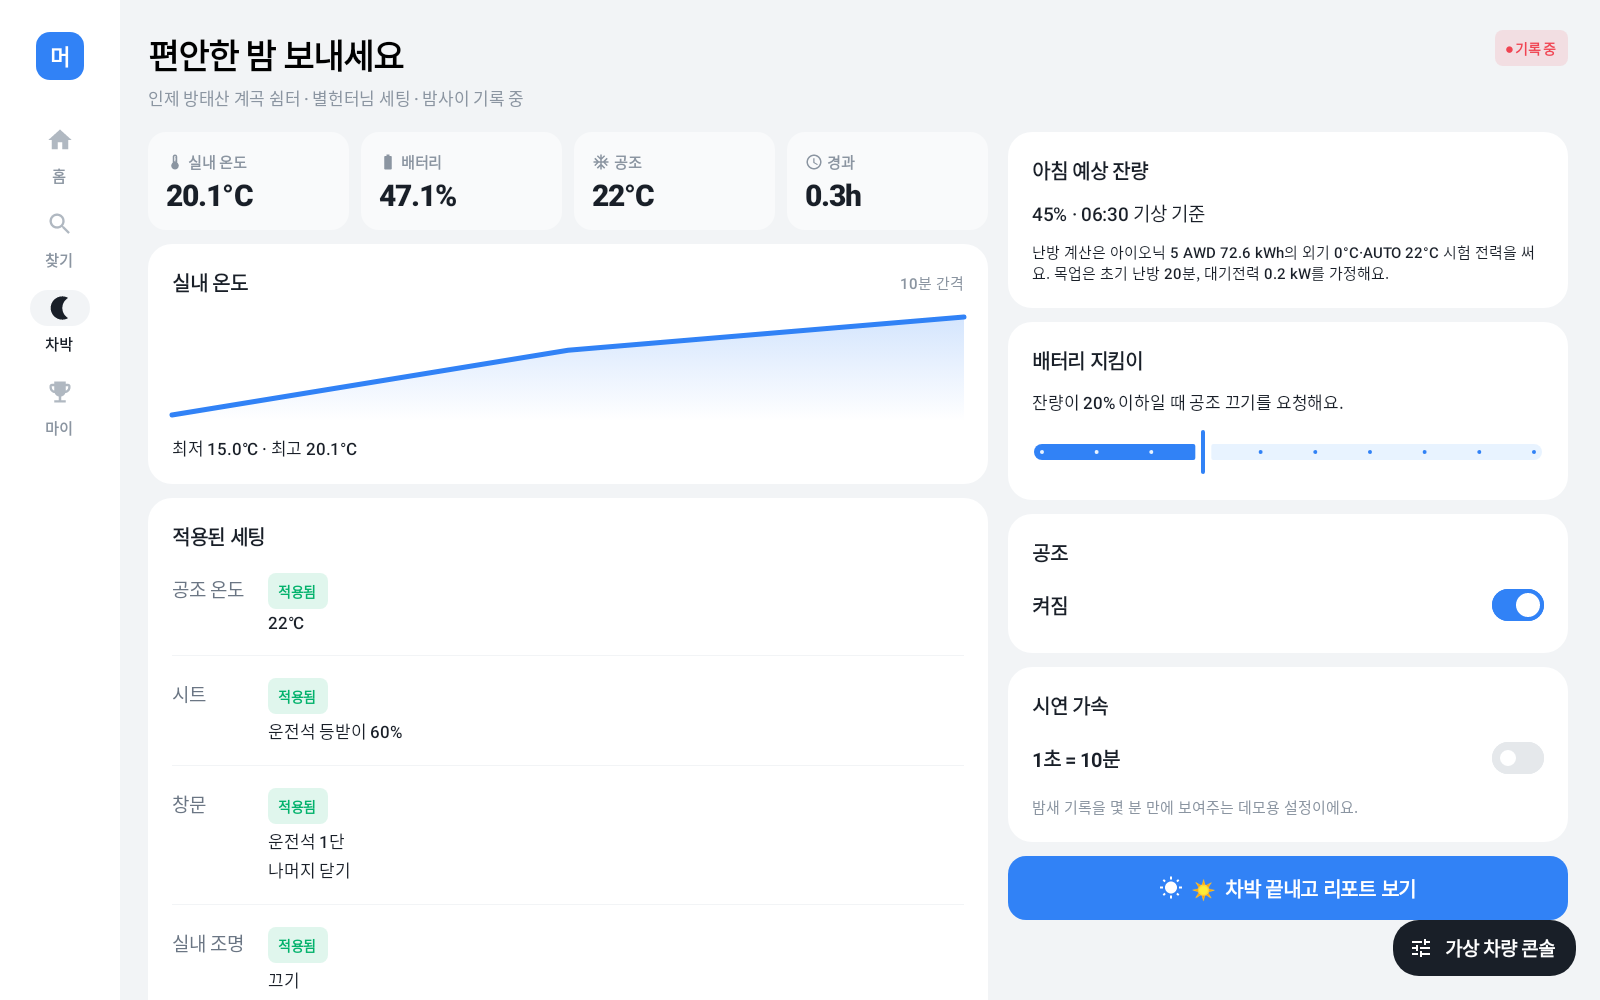 머
홈
찾기
차박
마이
편안한 밤 보내세요
인제 방태산 계곡 쉼터 · 별헌터님 세팅 · 밤사이 기록 중
기록 중
실내 온도
20.1°C
배터리
47.1%
공조
22°C
경과
0.3h
실내 온도
10분 간격
최저 15.0°C · 최고 20.1°C
적용된 세팅
공조 온도
적용됨
22°C
시트
적용됨
운전석 등받이 60%
창문
적용됨
운전석 1단
나머지 닫기
실내 조명
적용됨
끄기
아침 예상 잔량
45% · 06:30 기상 기준
난방 계산은 아이오닉 5 AWD 72.6 kWh의 외기 0°C·AUTO 22°C 시험 전력을 써
요. 목업은 초기 난방 20분, 대기전력 0.2 kW를 가정해요.
배터리 지킴이
잔량이 20% 이하일 때 공조 끄기를 요청해요.
공조
켜짐
시연 가속
1초 = 10분
밤새 기록을 몇 분 만에 보여주는 데모용 설정이에요.
차박 끝내고 리포트 보기
가상 차량 콘솔